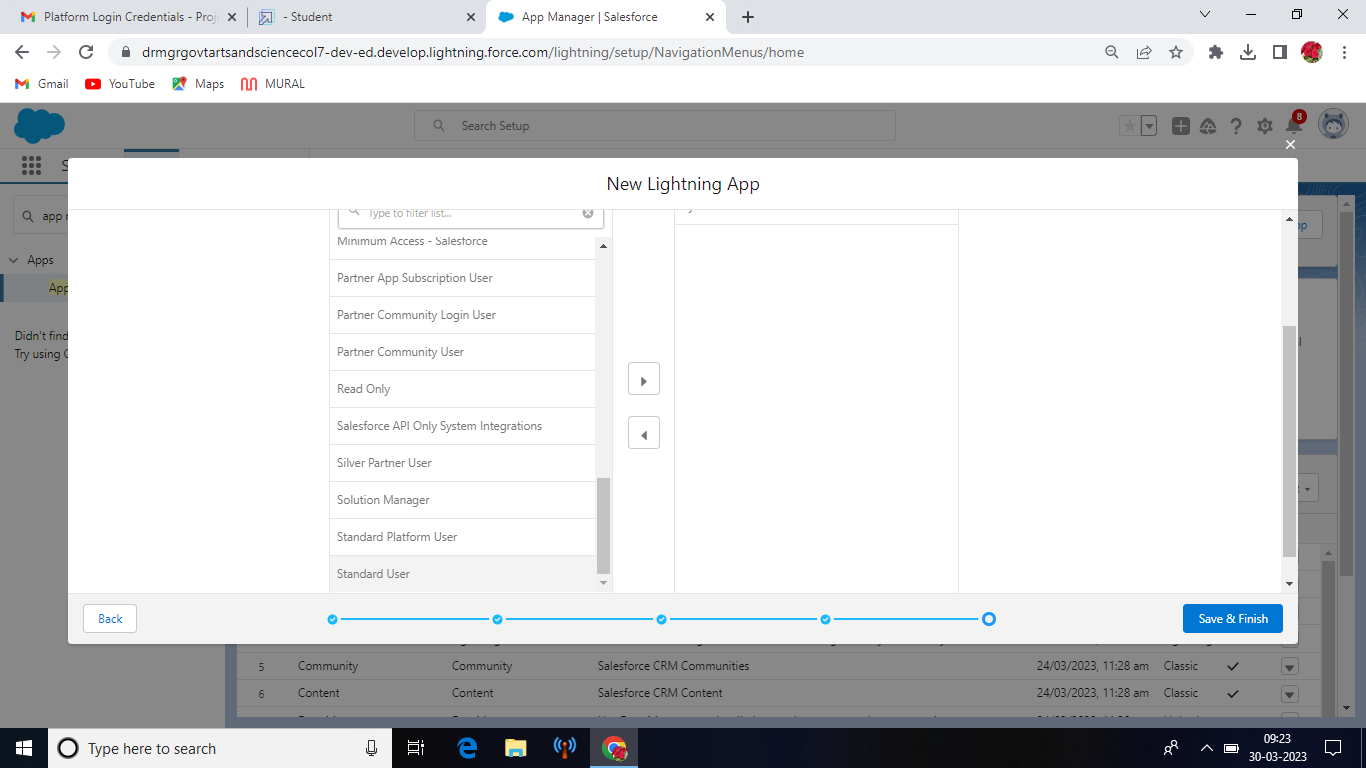 Platform Login Credentials - Proj
- Student
App Manager | Salesforce
drmgrgovtartsandsciencecol7-dev-ed.develop.lightning.force.com/lightning/setup/NavigationMenus/home
Gmail
YouTube
Maps
MURAL
Search Setup
8
S
New Lightning App
app
Type to filter list...
Apps
App
Didn't find
Try using
Minimum Access - Salesforce
Partner App Subscription User
Partner Community Login User
Partner Community User
Read Only
Salesforce API Only System Integrations
Silver Partner User
Solution Manager
Standard Platform User
Standard User
Back
Save & Finish
5 Community Community Salesforce CRM Communities 24/03/2023, 11:28 am Classic
6 Content Content Salesforce CRM Content 24/03/2023, 11:28 am Classic
Type here to search
09:23
30-03-2023